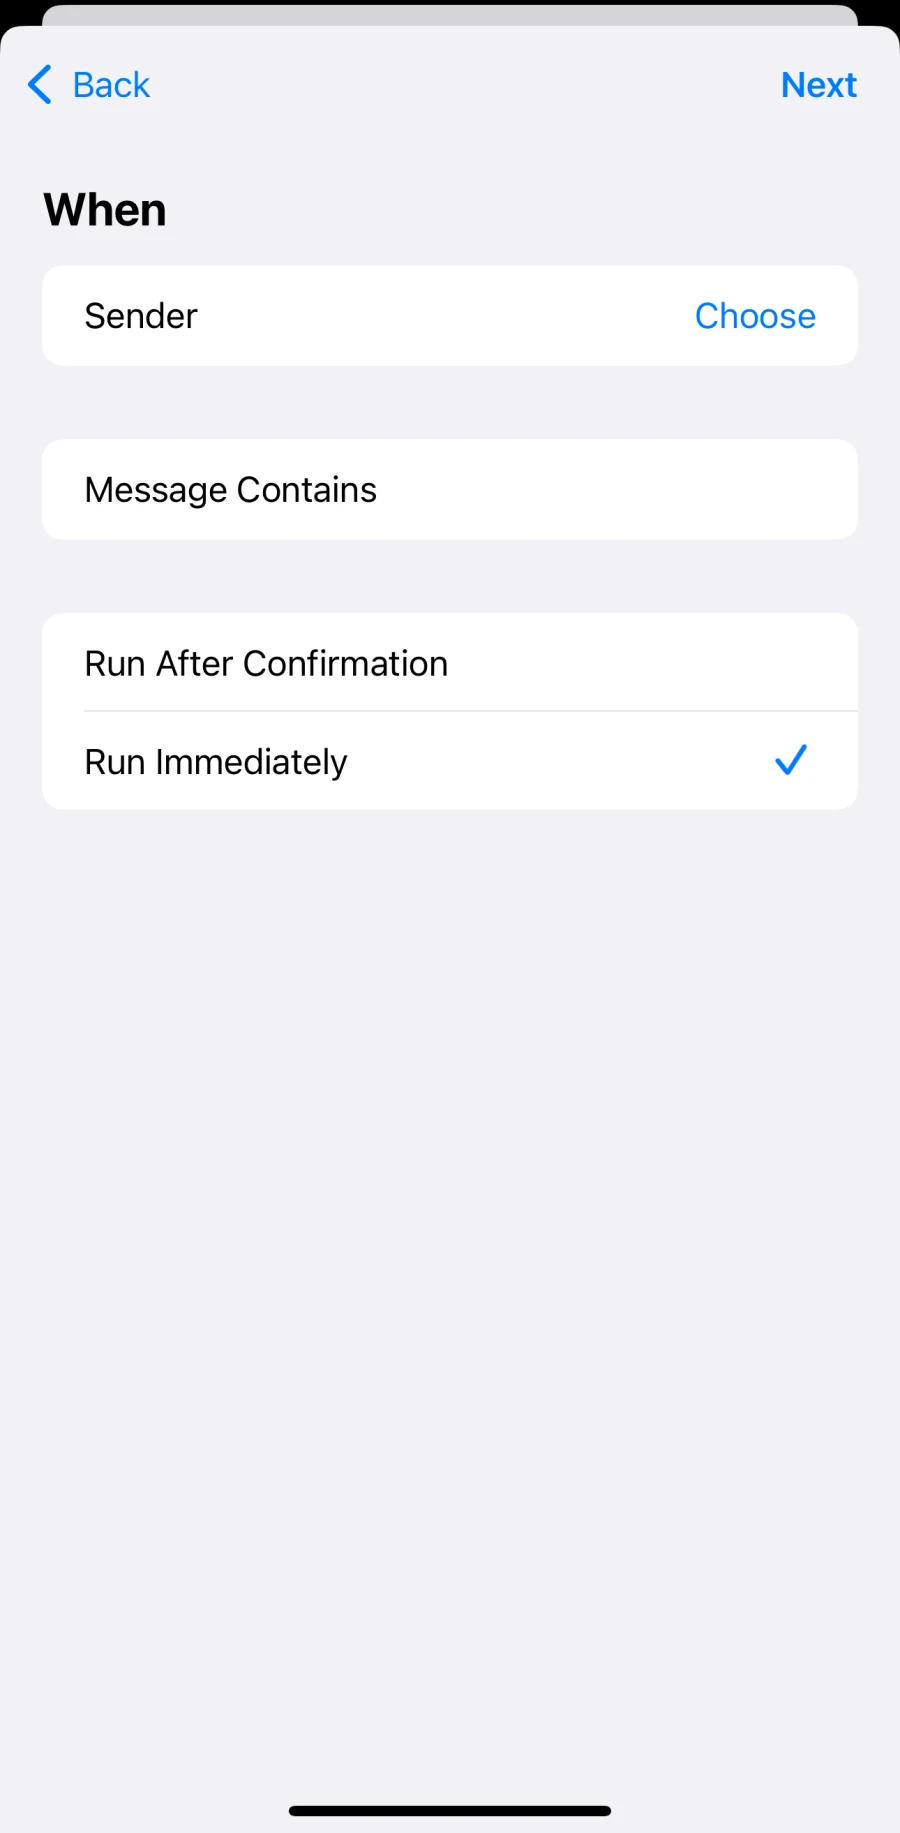 Back
Next
When
Sender
Choose
Message Contains
Run After Confirmation
Run Immediately